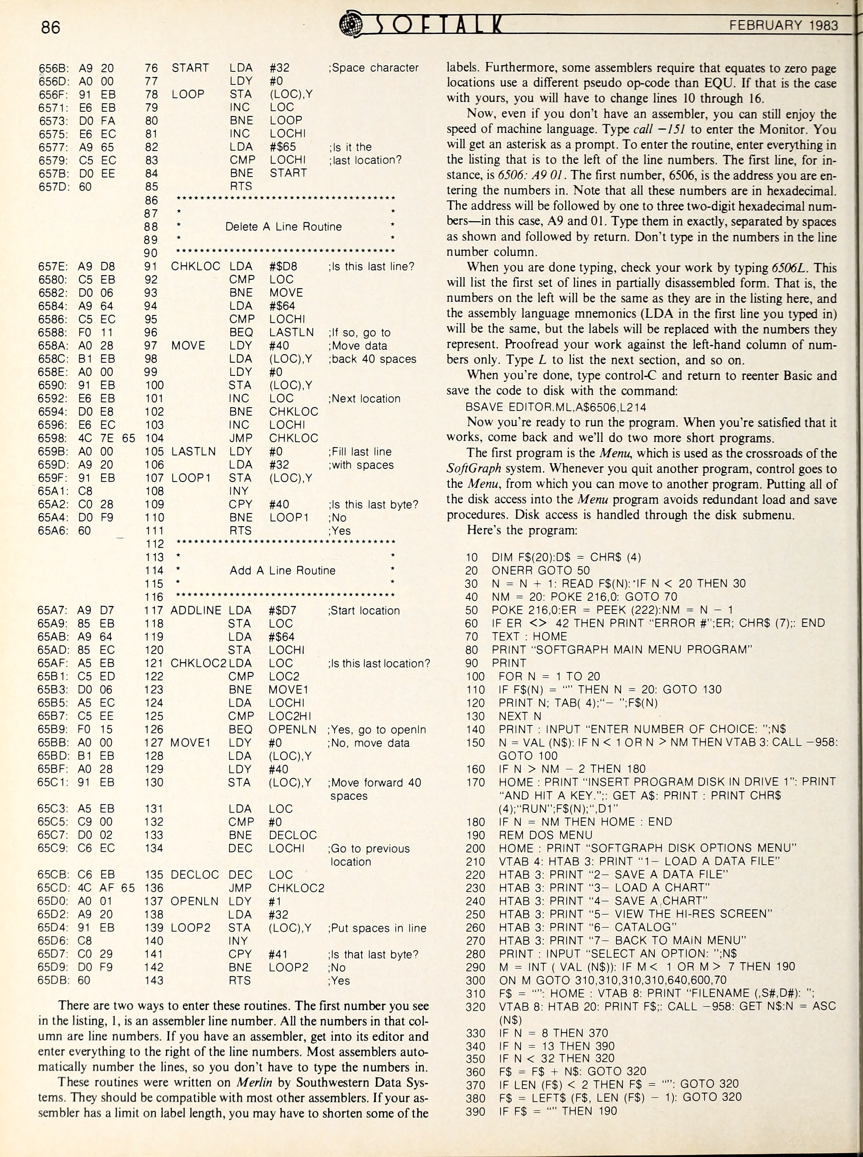 86
SOFTALK
FEBRUARY 1983
656B: A9 20 76 START LDA #32 ;Space character
656D: A0 00 77 LDY #0
656F: 91 EB 78 LOOP STA (LOC),Y
6571: E6 EB 79 INC LOC
6573: D0 FA 80 BNE LOOP
6575: E6 EC 81 INC LOCHI
6577: A9 65 82 LDA #$65 ;Is it the
6579: C5 EC 83 CMP LOCHI ;last location?
657B: D0 EE 84 BNE START
657D: 60 85 RTS
86 **********************************
87 * *
88 * Delete A Line Routine *
89 * *
90 **********************************
657E: A9 D8 91 CHKLOC LDA #$D8 ;Is this last line?
6580: C5 EB 92 CMP LOC
6582: D0 06 93 BNE MOVE
6584: A9 64 94 LDA #$64
6586: C5 EC 95 CMP LOCHI
6588: F0 11 96 BEQ LASTLN ;If so, go to
658A: A0 28 97 MOVE LDY #40 ;Move data
658C: B1 EB 98 LDA (LOC),Y ;back 40 spaces
658E: A0 00 99 LDY #0
6590: 91 EB 100 STA (LOC),Y
6592: E6 EB 101 INC LOC ;Next location
6594: D0 E8 102 BNE CHKLOC
6596: E6 EC 103 INC LOCHI
6598: 4C 7E 65 104 JMP CHKLOC
659B: A0 00 105 LASTLN LDY #0 ;Fill last line
659D: A9 20 106 LDA #32 ;with spaces
659F: 91 EB 107 LOOP1 STA (LOC),Y
65A1: C8 108 INY
65A2: C0 28 109 CPY #40 ;Is this last byte?
65A4: D0 F9 110 BNE LOOP1 ;No
65A6: 60 111 RTS ;Yes
112 **********************************
113 * *
114 * Add A Line Routine *
115 * *
116 **********************************
65A7: A9 D7 117 ADDLINE LDA #$D7 ;Start location
65A9: 85 EB 118 STA LOC
65AB: A9 64 119 LDA #$64
65AD: 85 EC 120 STA LOCHI
65AF: A5 EB 121 CHKLOC2 LDA LOC ;Is this last location?
65B1: C5 ED 122 CMP LOC2
65B3: D0 06 123 BNE MOVE1
65B5: A5 EC 124 LDA LOCHI
65B7: C5 EE 125 CMP LOC2HI
65B9: F0 15 126 BEQ OPENLN ;Yes, go to openln
65BB: A0 00 127 MOVE1 LDY #0 ;No, move data
65BD: B1 EB 128 LDA (LOC),Y
65BF: A0 28 129 LDY #40
65C1: 91 EB 130 STA (LOC),Y ;Move forward 40
spaces
65C3: A5 EB 131 LDA LOC
65C5: C9 00 132 CMP #0
65C7: D0 02 133 BNE DECLOC
65C9: C6 EC 134 DEC LOCHI ;Go to previous
location
65CB: C6 EB 135 DECLOC DEC LOC
65CD: 4C AF 65 136 JMP CHKLOC2
65D0: A0 01 137 OPENLN LDY #1
65D2: A9 20 138 LDA #32
65D4: 91 EB 139 LOOP2 STA (LOC),Y ;Put spaces in line
65D6: C8 140 INY
65D7: C0 29 141 CPY #41 ;Is that last byte?
65D9: D0 F9 142 BNE LOOP2 ;No
65DB: 60 143 RTS ;Yes
There are two ways to enter these routines. The first number you see
in the listing, 1, is an assembler line number. All the numbers in that col-
umn are line numbers. If you have an assembler, get into its editor and
enter everything to the right of the line numbers. Most assemblers auto-
matically number the lines, so you don't have to type the numbers in.
These routines were written on Merlin by Southwestern Data Sys-
tems. They should be compatible with most other assemblers. If your as-
sembler has a limit on label length, you may have to shorten some of the
labels. Furthermore, some assemblers require that equates to zero page
locations use a different pseudo op-code than EQU. If that is the case
with yours, you will have to change lines 10 through 16.
Now, even if you don't have an assembler, you can still enjoy the
speed of machine language. Type call −151 to enter the Monitor. You
will get an asterisk as a prompt. To enter the routine, enter everything in
the listing that is to the left of the line numbers. The first line, for in-
stance, is 6506: A9 01. The first number, 6506, is the address you are en-
tering the numbers in. Note that all these numbers are in hexadecimal.
The address will be followed by one to three two-digit hexadecimal num-
bers—in this case, A9 and 01. Type them in exactly, separated by spaces
as shown and followed by return. Don't type in the numbers in the line
number column.
When you are done typing, check your work by typing 6506L. This
will list the first set of lines in partially disassembled form. That is, the
numbers on the left will be the same as they are in the listing here, and
the assembly language mnemonics (LDA in the first line you typed in)
will be the same, but the labels will be replaced with the numbers they
represent. Proofread your work against the left-hand column of num-
bers only. Type L to list the next section, and so on.
When you're done, type control-C and return to reenter Basic and
save the code to disk with the command:
BSAVE EDITOR.ML,A$6506,L214
Now you're ready to run the program. When you're satisfied that it
works, come back and we'll do two more short programs.
The first program is the Menu, which is used as the crossroads of the
SoftGraph system. Whenever you quit another program, control goes to
the Menu, from which you can move to another program. Putting all of
the disk access into the Menu program avoids redundant load and save
procedures. Disk access is handled through the disk submenu.
Here's the program:
10 DIM F$(20):D$ = CHR$ (4)
20 ONERR GOTO 50
30 N = N + 1: READ F$(N): IF N < 20 THEN 30
40 NM = 20: POKE 216,0: GOTO 70
50 POKE 216,0:ER = PEEK (222):NM = N − 1
60 IF ER <> 42 THEN PRINT "ERROR #";ER; CHR$ (7);: END
70 TEXT : HOME
80 PRINT "SOFTGRAPH MAIN MENU PROGRAM"
90 PRINT
100 FOR N = 1 TO 20
110 IF F$(N) = "" THEN N = 20: GOTO 130
120 PRINT N; TAB( 4);"− ";F$(N)
130 NEXT N
140 PRINT : INPUT "ENTER NUMBER OF CHOICE: ";N$
150 N = VAL (N$): IF N < 1 OR N > NM THEN VTAB 3: CALL −958:
GOTO 100
160 IF N > NM − 2 THEN 180
170 HOME : PRINT "INSERT PROGRAM DISK IN DRIVE 1": PRINT
"AND HIT A KEY.";: GET A$: PRINT : PRINT CHR$
(4);"RUN";F$(N);",D1"
180 IF N = NM THEN HOME : END
190 REM DOS MENU
200 HOME : PRINT "SOFTGRAPH DISK OPTIONS MENU"
210 VTAB 4: HTAB 3: PRINT "1− LOAD A DATA FILE"
220 HTAB 3: PRINT "2− SAVE A DATA FILE"
230 HTAB 3: PRINT "3− LOAD A CHART"
240 HTAB 3: PRINT "4− SAVE A CHART"
250 HTAB 3: PRINT "5− VIEW THE HI-RES SCREEN"
260 HTAB 3: PRINT "6− CATALOG"
270 HTAB 3: PRINT "7− BACK TO MAIN MENU"
280 PRINT : INPUT "SELECT AN OPTION: ";N$
290 M = INT ( VAL (N$)): IF M < 1 OR M > 7 THEN 190
300 ON M GOTO 310,310,310,310,640,600,70
310 F$ = "": HOME : VTAB 8: PRINT "FILENAME (,S#,D#): ";
320 VTAB 8: HTAB 20: PRINT F$;: CALL −958: GET N$:N = ASC
(N$)
330 IF N = 8 THEN 370
340 IF N = 13 THEN 390
350 IF N < 32 THEN 320
360 F$ = F$ + N$: GOTO 320
370 IF LEN (F$) < 2 THEN F$ = "": GOTO 320
380 F$ = LEFT$ (F$, LEN (F$) − 1): GOTO 320
390 IF F$ = "" THEN 190